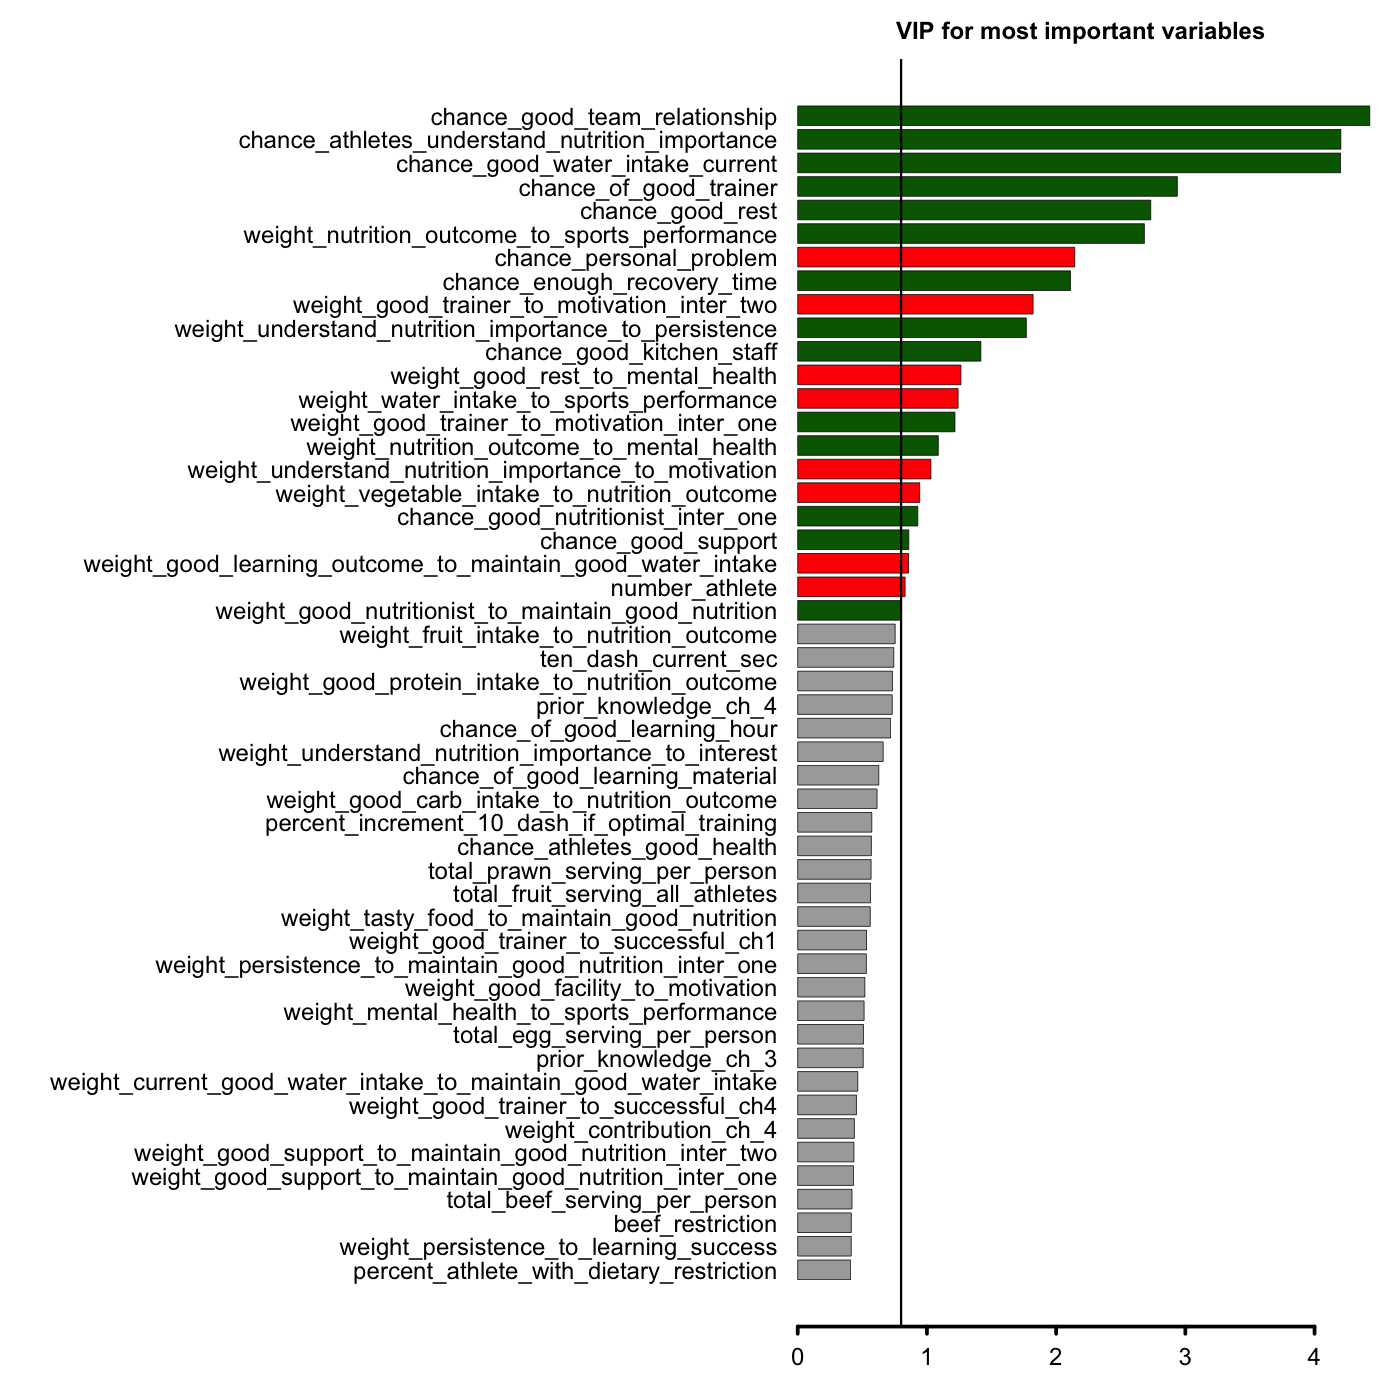 VIP for most important variables
chance_good_team_relationship
chance_athletes_understand_nutrition_importance
chance_good_water_intake_current
chance_of_good_trainer
chance_good_rest
weight_nutrition_outcome_to_sports_performance
chance_personal_problem
chance_enough_recovery_time
weight_good_trainer_to_motivation_inter_two
weight_understand_nutrition_importance_to_persistence
chance_good_kitchen_staff
weight_good_rest_to_mental_health
weight_water_intake_to_sports_performance
weight_good_trainer_to_motivation_inter_one
weight_nutrition_outcome_to_mental_health
weight_understand_nutrition_importance_to_motivation
weight_vegetable_intake_to_nutrition_outcome
chance_good_nutritionist_inter_one
chance_good_support
weight_good_learning_outcome_to_maintain_good_water_intake
number_athlete
weight_good_nutritionist_to_maintain_good_nutrition
weight_fruit_intake_to_nutrition_outcome
ten_dash_current_sec
weight_good_protein_intake_to_nutrition_outcome
prior_knowledge_ch_4
chance_of_good_learning_hour
weight_understand_nutrition_importance_to_interest
chance_of_good_learning_material
weight_good_carb_intake_to_nutrition_outcome
percent_increment_10_dash_if_optimal_training
chance_athletes_good_health
total_prawn_serving_per_person
total_fruit_serving_all_athletes
weight_tasty_food_to_maintain_good_nutrition
weight_good_trainer_to_successful_ch1
weight_persistence_to_maintain_good_nutrition_inter_one
weight_good_facility_to_motivation
weight_mental_health_to_sports_performance
total_egg_serving_per_person
prior_knowledge_ch_3
weight_current_good_water_intake_to_maintain_good_water_intake
weight_good_trainer_to_successful_ch4
weight_contribution_ch_4
weight_good_support_to_maintain_good_nutrition_inter_two
weight_good_support_to_maintain_good_nutrition_inter_one
total_beef_serving_per_person
beef_restriction
weight_persistence_to_learning_success
percent_athlete_with_dietary_restriction
0 1 2 3 4